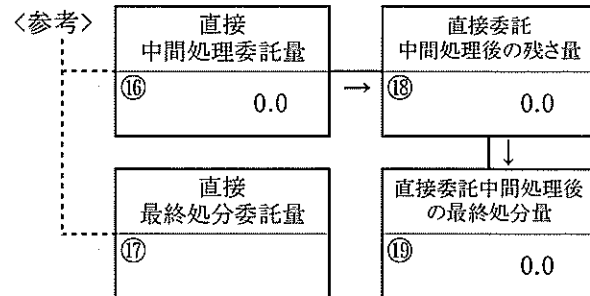 〈参考〉
直接
中間処理委託量
⑯
0.0
→
直接委託
中間処理後の残さ量
⑱
0.0
↓
直接
最終処分委託量
⑰
直接委託中間処理後
の最終処分量
⑲
0.0